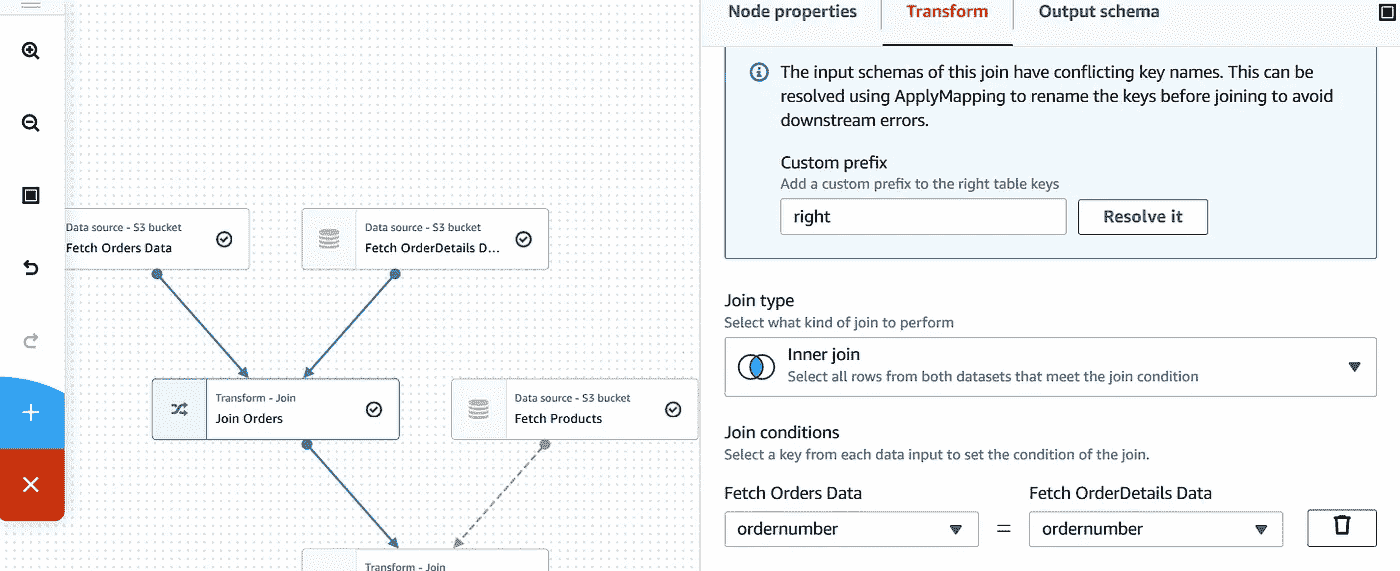 Data source - S3 bucket
Fetch Orders Data
Data source - S3 bucket
Fetch OrderDetails D...
Transform - Join
Join Orders
Data source - S3 bucket
Fetch Products
Transform - Join
Node properties
Transform
Output schema
The input schemas of this join have conflicting key names. This can be
resolved using ApplyMapping to rename the keys before joining to avoid
downstream errors.
Custom prefix
Add a custom prefix to the right table keys
right
Resolve it
Join type
Select what kind of join to perform
Inner join
Select all rows from both datasets that meet the join condition
Join conditions
Select a key from each data input to set the condition of the join.
Fetch Orders Data
Fetch OrderDetails Data
ordernumber
=
ordernumber